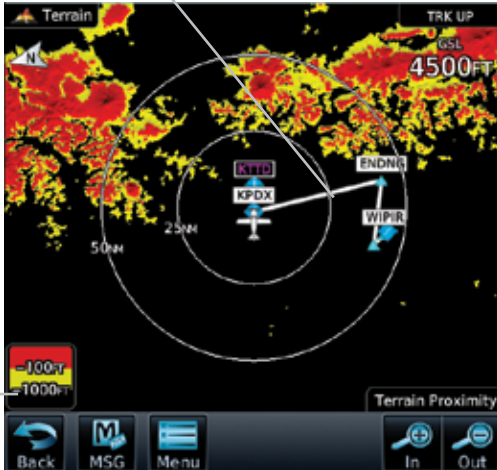 Terrain
TRK UP
N
GSL
4500FT
KTTD
ENDNG
KPDX
WIPIR
25NM
50NM
-100FT
-1000FT
Terrain Proximity
Back
MSG
Menu
In
Out